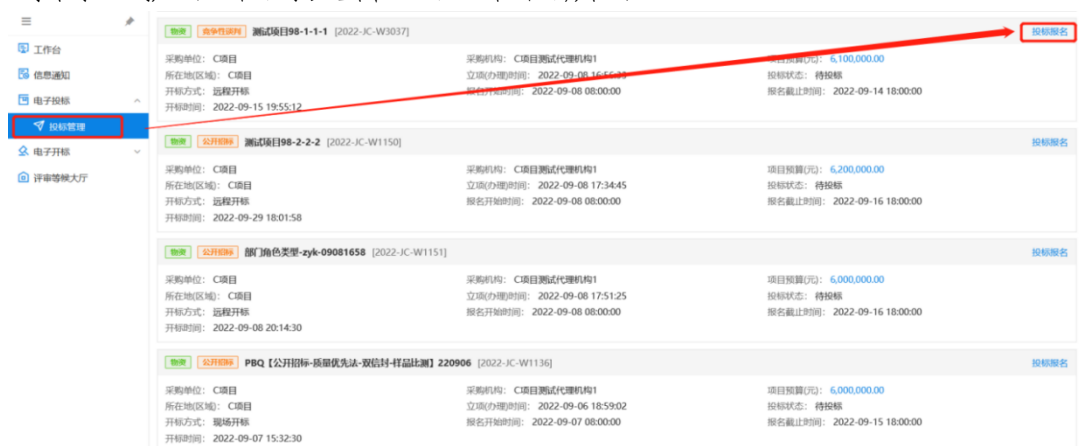 工作台
信息通知
电子投标
投标管理
电子开标
评审等候大厅
物资 竞争性谈判 测试项目98-1-1-1 [2022-JC-W3037] 投标报名
采购单位: C项目 采购机构: C项目测试代理机构1 项目预算(元): 6,100,000.00
所在地(区域): C项目 立项(办理)时间: 2022-09-08 16:56:39 投标状态: 待投标
开标方式: 远程开标 报名开始时间: 2022-09-08 08:00:00 报名截止时间: 2022-09-14 18:00:00
开标时间: 2022-09-15 19:55:12
物资 公开招标 测试项目98-2-2-2 [2022-JC-W1150] 投标报名
采购单位: C项目 采购机构: C项目测试代理机构1 项目预算(元): 6,200,000.00
所在地(区域): C项目 立项(办理)时间: 2022-09-08 17:34:45 投标状态: 待投标
开标方式: 远程开标 报名开始时间: 2022-09-08 08:00:00 报名截止时间: 2022-09-16 18:00:00
开标时间: 2022-09-29 18:01:58
物资 公开招标 部门角色类型-zyk-09081658 [2022-JC-W1151] 投标报名
采购单位: C项目 采购机构: C项目测试代理机构1 项目预算(元): 6,000,000.00
所在地(区域): C项目 立项(办理)时间: 2022-09-08 17:51:25 投标状态: 待投标
开标方式: 远程开标 报名开始时间: 2022-09-08 08:00:00 报名截止时间: 2022-09-16 18:00:00
开标时间: 2022-09-08 20:14:30
物资 公开招标 PBQ【公开招标-质量优先法-双信封-样品比测】220906 [2022-JC-W1136] 投标报名
采购单位: C项目 采购机构: C项目测试代理机构1 项目预算(元): 6,000,000.00
所在地(区域): C项目 立项(办理)时间: 2022-09-06 18:59:02 投标状态: 待投标
开标方式: 现场开标 报名开始时间: 2022-09-07 08:00:00 报名截止时间: 2022-09-15 18:00:00
开标时间: 2022-09-07 15:32:30